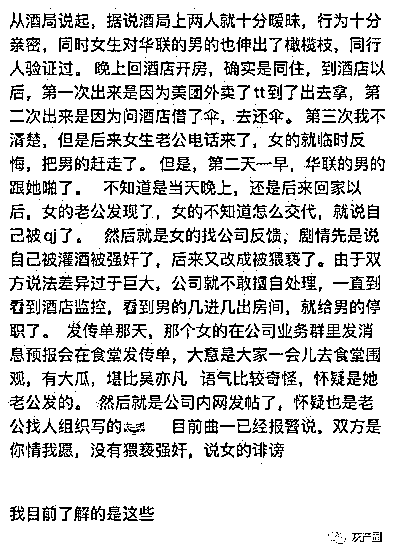 从酒局说起，据说酒局上两人就十分暧昧，行为十分
亲密，同时女生对华联的男的也伸出了橄榄枝，同行
人验证过。 晚上回酒店开房，确实是同住，到酒店以
后，第一次出来是因为美团外卖了tt到了出去拿，第
二次出来是因为问酒店借了伞，去还伞。 第三次我不
清楚，但是后来女生老公电话来了，女的就临时反
悔，把男的赶走了。 但是，第二天一早，华联的男的
跟她啪了。 不知道是当天晚上，还是后来回家以
后，女的老公发现了，女的不知道怎么交代，就说自
己被qj了。 然后就是女的找公司反馈，剧情先是说
自己被灌酒被强奸了，后来又改成被猥亵了。由于双
方说法差异过于巨大，公司就不敢擅自处理，一直到
看到酒店监控，看到男的几进几出房间，就给男的停
职了。 发传单那天，那个女的在公司业务群里发消
息预报会在食堂发传单，大意是大家一会儿去食堂围
观，有大瓜，堪比吴亦凡 语气比较奇怪，怀疑是她
老公发的。 然后就是公司内网发帖了，怀疑也是老
公找人组织写的 目前曲一已经报警说，双方是
你情我愿，没有猥亵强奸，说女的诽谤
我目前了解的是这些
灰产圈